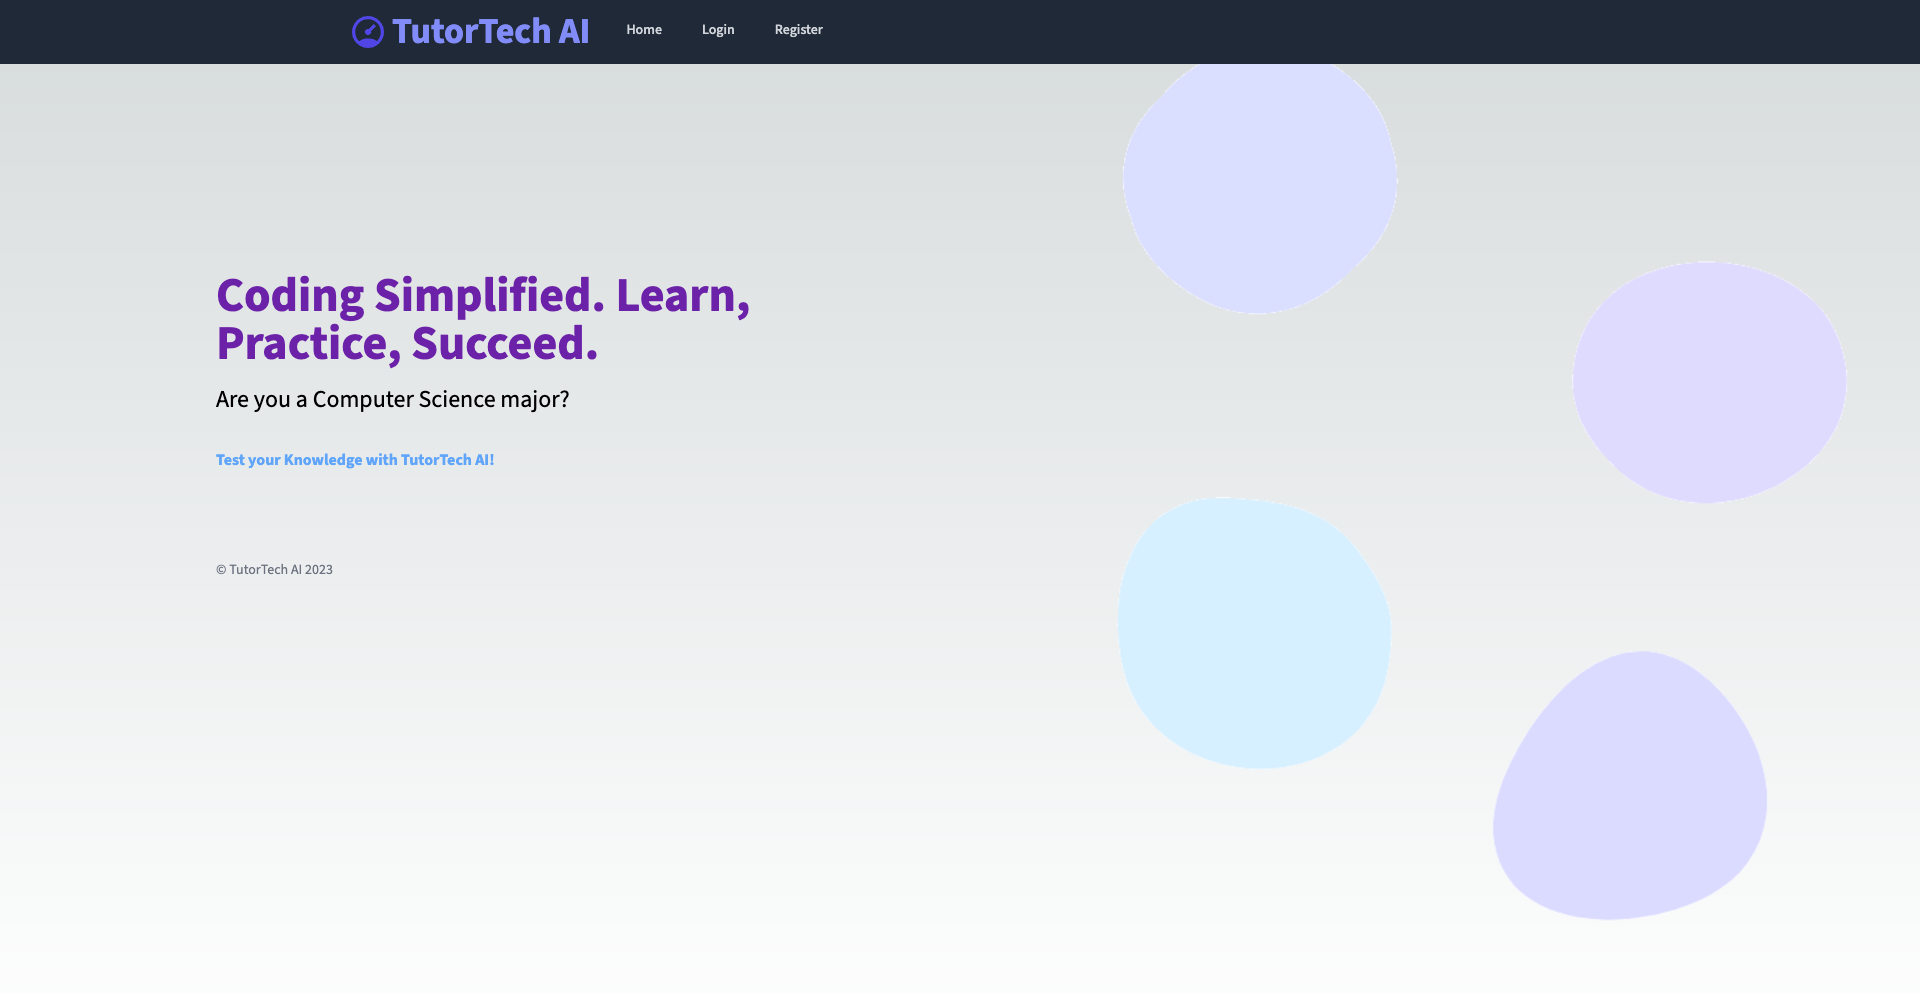 TutorTech AI
Home
Login
Register
Coding Simplified. Learn,
Practice, Succeed.
Are you a Computer Science major?
Test your Knowledge with TutorTech AI!
© TutorTech AI 2023